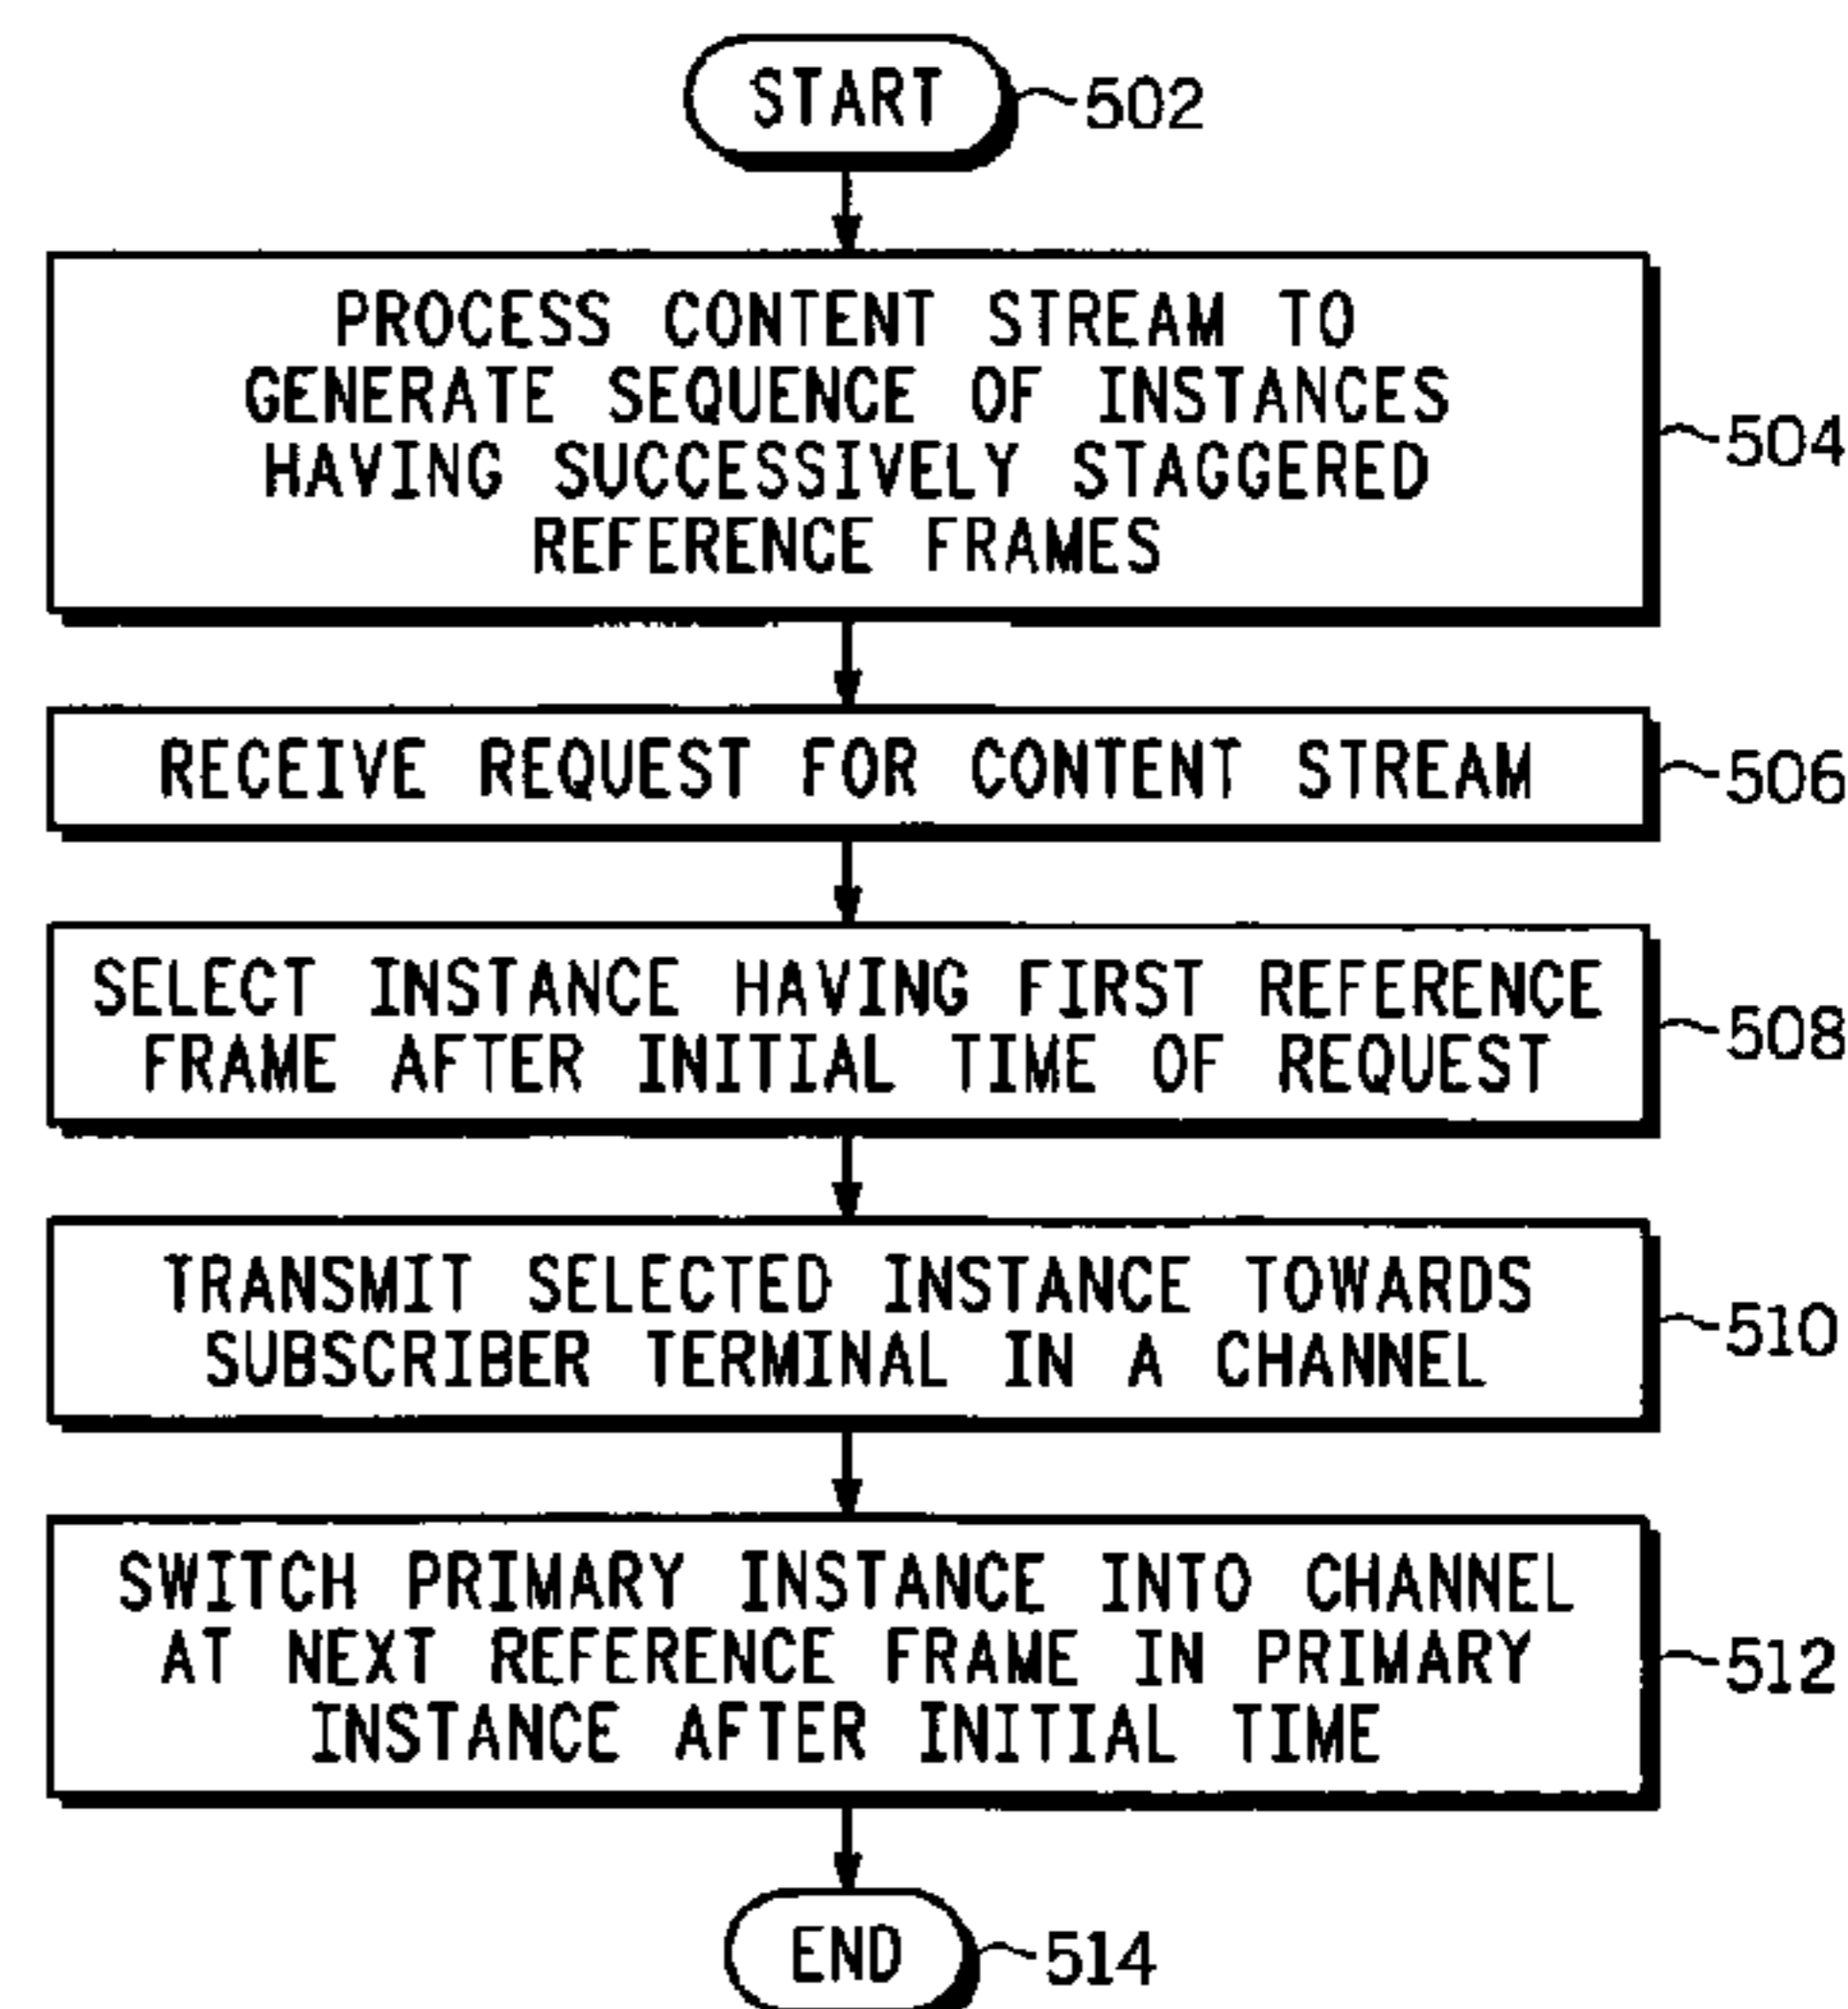 START
502
PROCESS CONTENT STREAM TO
GENERATE SEQUENCE OF INSTANCES
HAVING SUCCESSIVELY STAGGERED
REFERENCE FRAMES
504
RECEIVE REQUEST FOR CONTENT STREAM
506
SELECT INSTANCE HAVING FIRST REFERENCE
FRAME AFTER INITIAL TIME OF REQUEST
508
TRANSMIT SELECTED INSTANCE TOWARDS
SUBSCRIBER TERMINAL IN A CHANNEL
510
SWITCH PRIMARY INSTANCE INTO CHANNEL
AT NEXT REFERENCE FRAME IN PRIMARY
INSTANCE AFTER INITIAL TIME
512
END
514